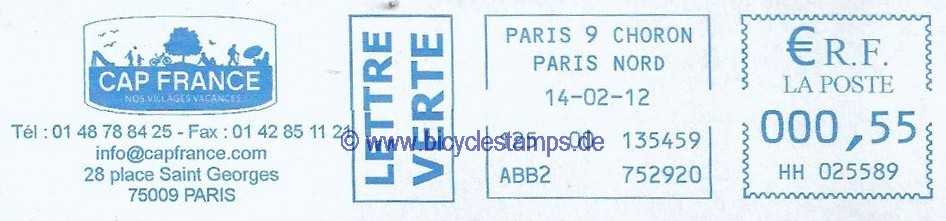 CAP FRANCE
NOS VILLAGES VACANCES
Tél : 01 48 78 84 25 - Fax : 01 42 85 11 21
info@capfrance.com
28 place Saint Georges
75009 PARIS
LETTRE
VERTE
PARIS 9 CHORON
PARIS NORD
14-02-12
00 135459
ABB2 752920
€ R.F.
LA POSTE
000,55
HH 025589
© www.bicyclestamps.de